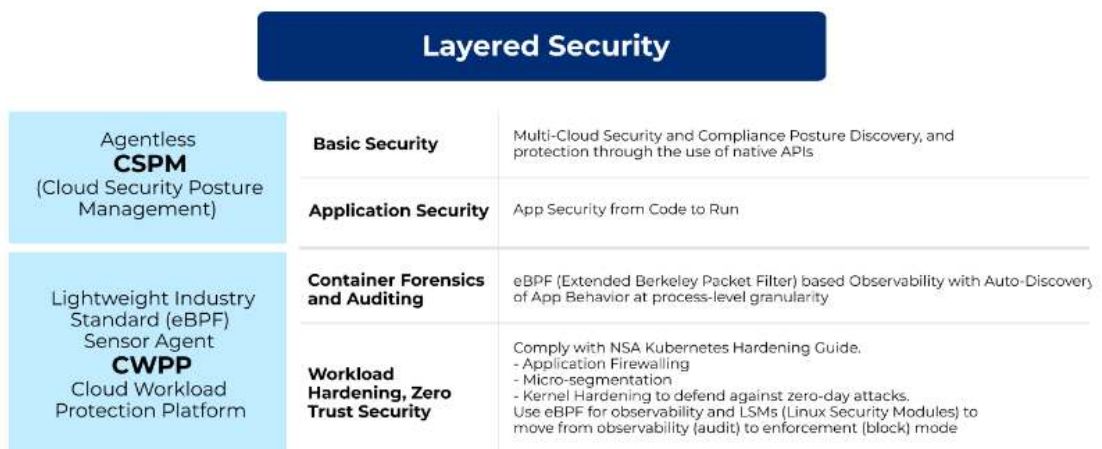 Layered Security
Agentless
CSPM
(Cloud Security Posture
Management)
Basic Security
Multi-Cloud Security and Compliance Posture Discovery, and
protection through the use of native APIs
Application Security
App Security from Code to Run
Lightweight Industry
Standard (eBPF)
Sensor Agent
CWPP
Cloud Workload
Protection Platform
Container Forensics
and Auditing
eBPF (Extended Berkeley Packet Filter) based Observability with Auto-Discovery
of App Behavior at process-level granularity
Workload
Hardening, Zero
Trust Security
Comply with NSA Kubernetes Hardening Guide.
- Application Firewalling
- Micro-segmentation
- Kernel Hardening to defend against zero-day attacks.
Use eBPF for observability and LSMs (Linux Security Modules) to
move from observability (audit) to enforcement (block) mode